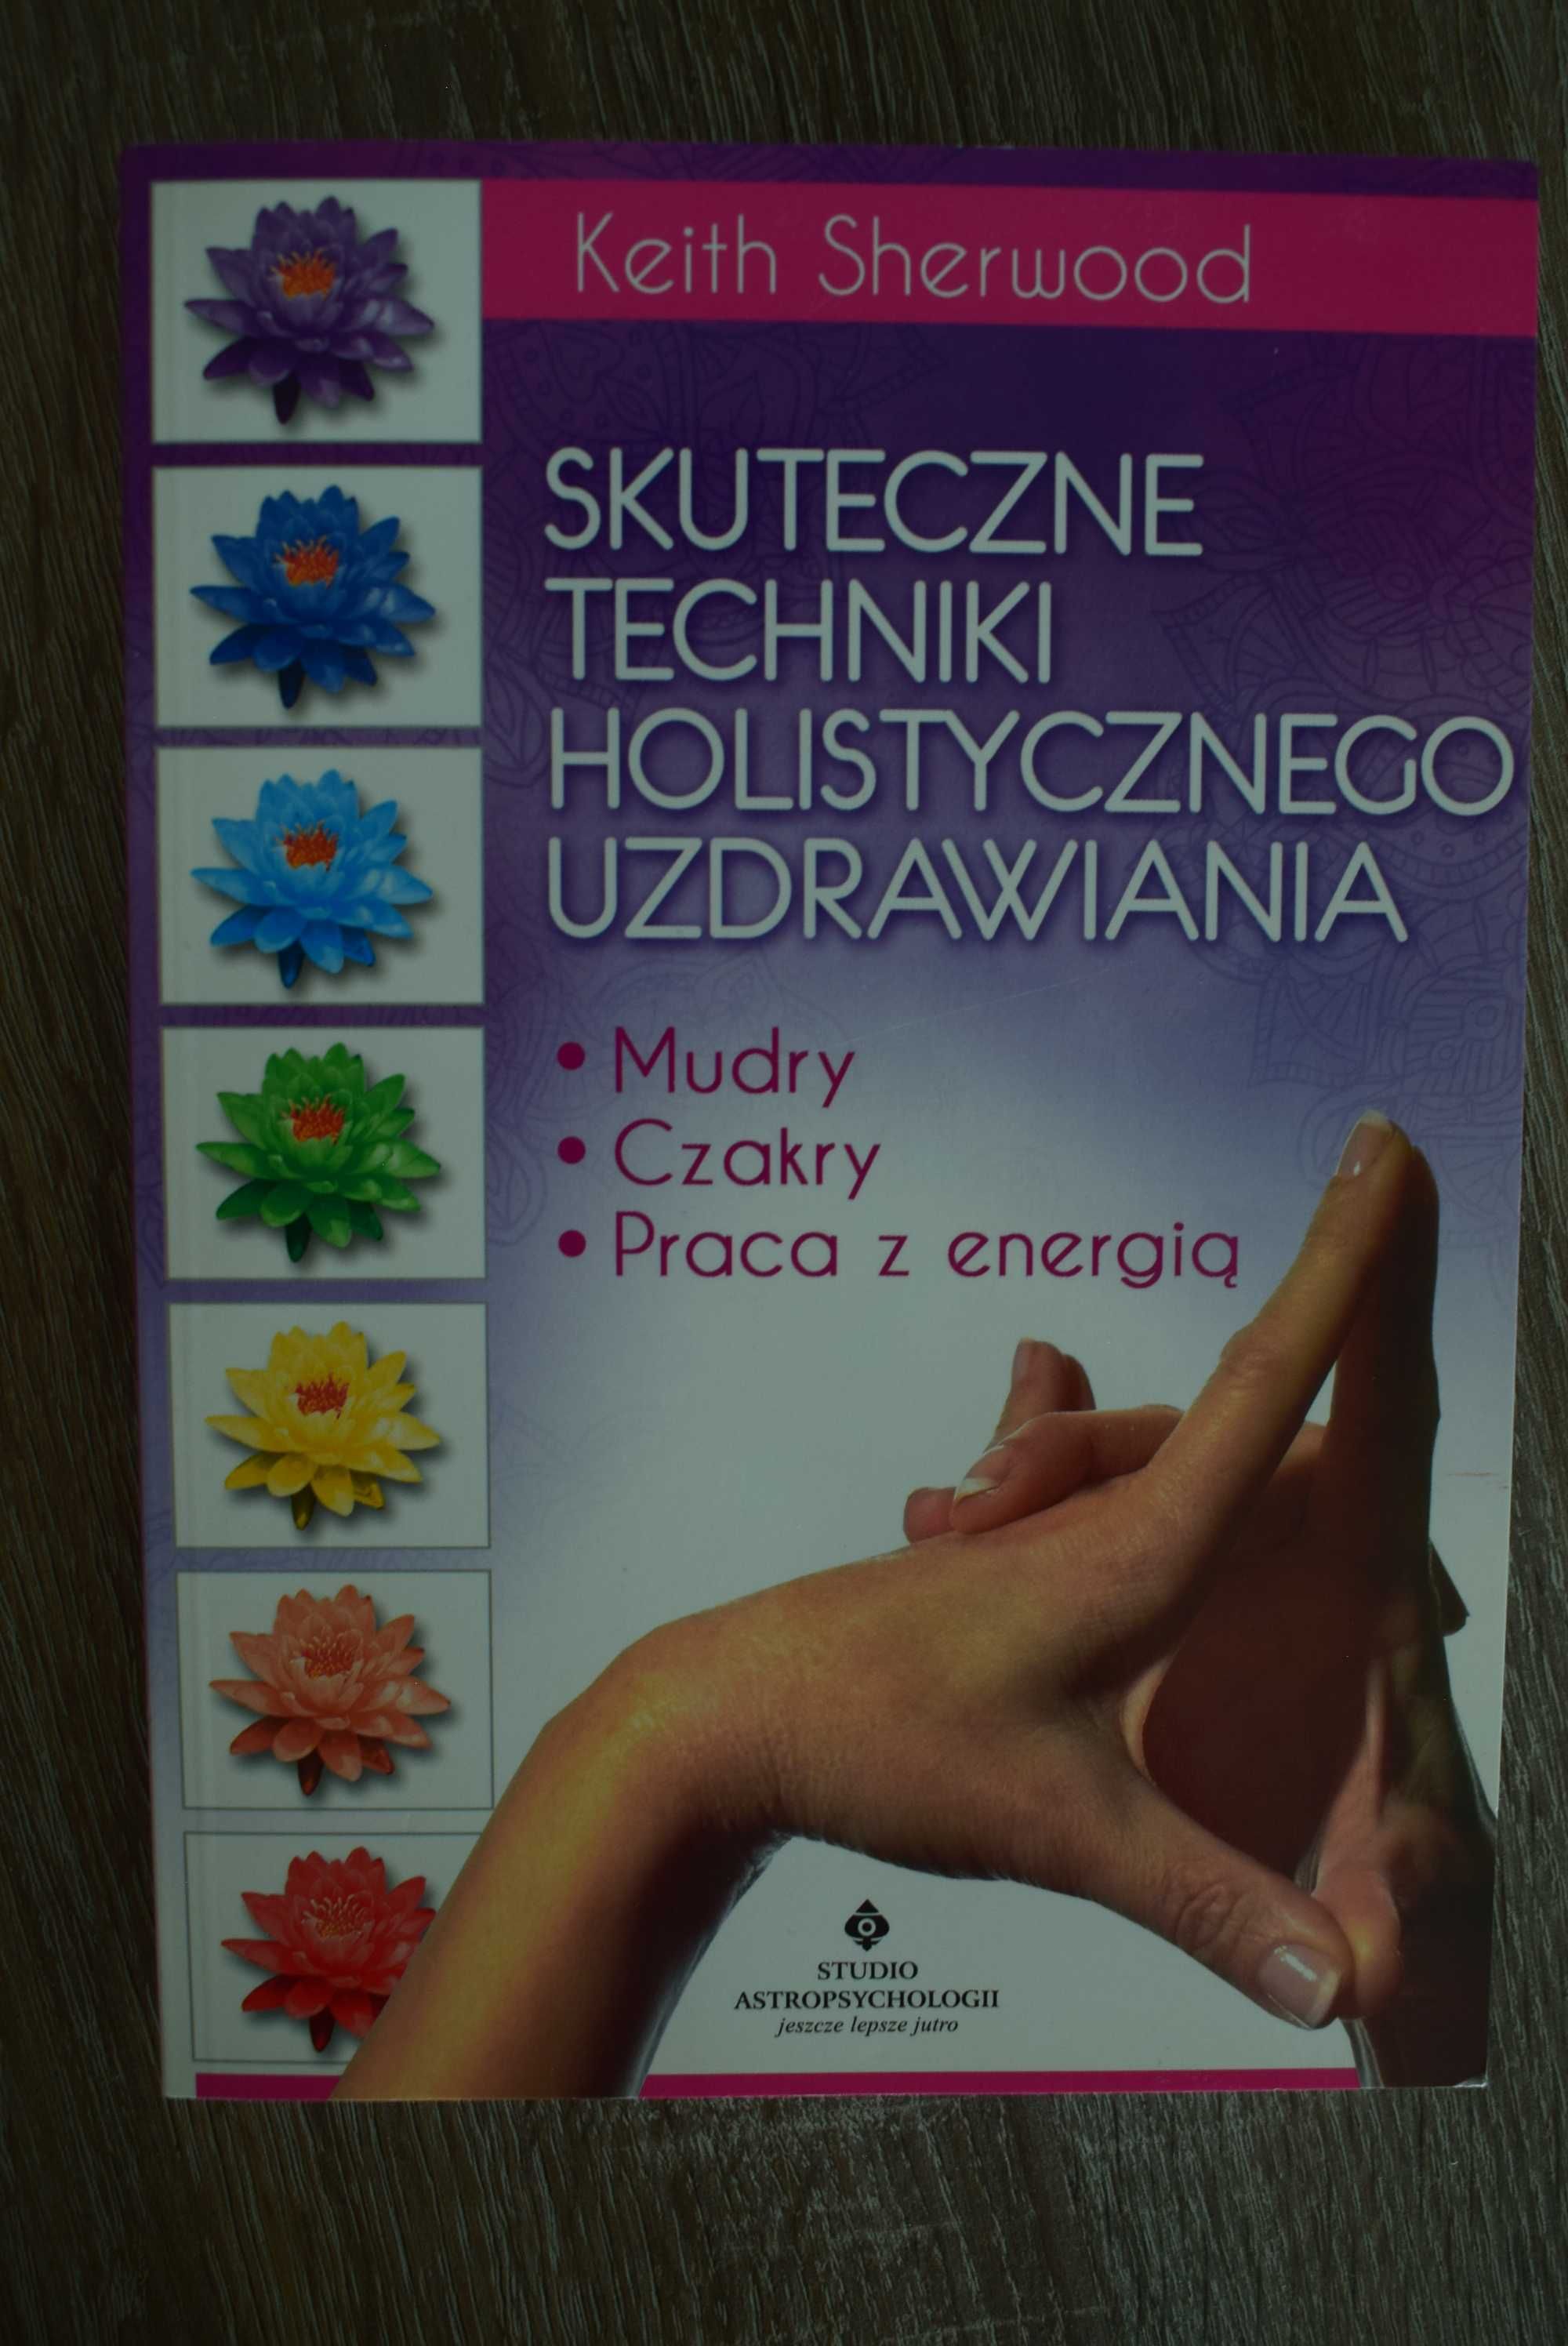 Keith Sherwood
SKUTECZNE
TECHNIKI
HOLISTYCZNEGO
UZDRAWIANIA
• Mudry
• Czakry
• Praca z energią
STUDIO
ASTROPSYCHOLOGII
jeszcze lepsze jutro